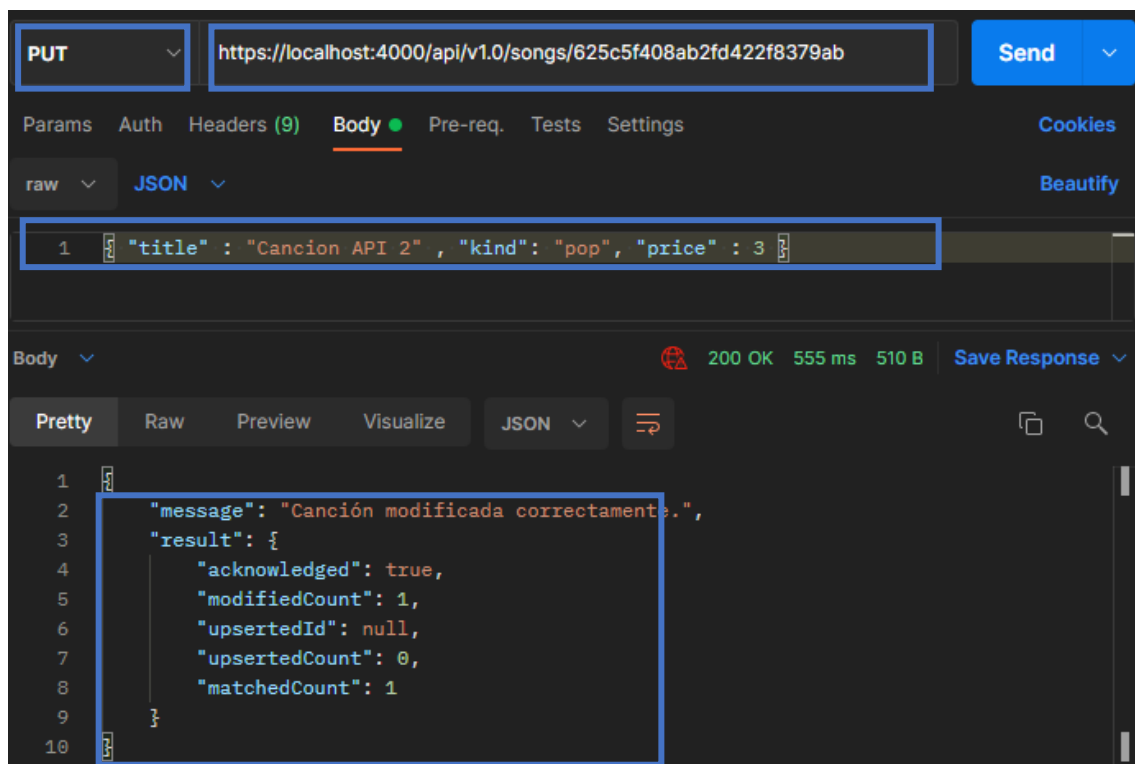 PUT https://localhost:4000/api/v1.0/songs/625c5f408ab2fd422f8379ab Send
Params Auth Headers (9) Body Pre-req. Tests Settings Cookies
raw JSON Beautify
1 { "title" : "Cancion API 2" , "kind": "pop", "price" : 3 }
Body 200 OK 555 ms 510 B Save Response
Pretty Raw Preview Visualize JSON
1 {
2 "message": "Canción modificada correctamente.",
3 "result": {
4 "acknowledged": true,
5 "modifiedCount": 1,
6 "upsertedId": null,
7 "upsertedCount": 0,
8 "matchedCount": 1
9 }
10 }